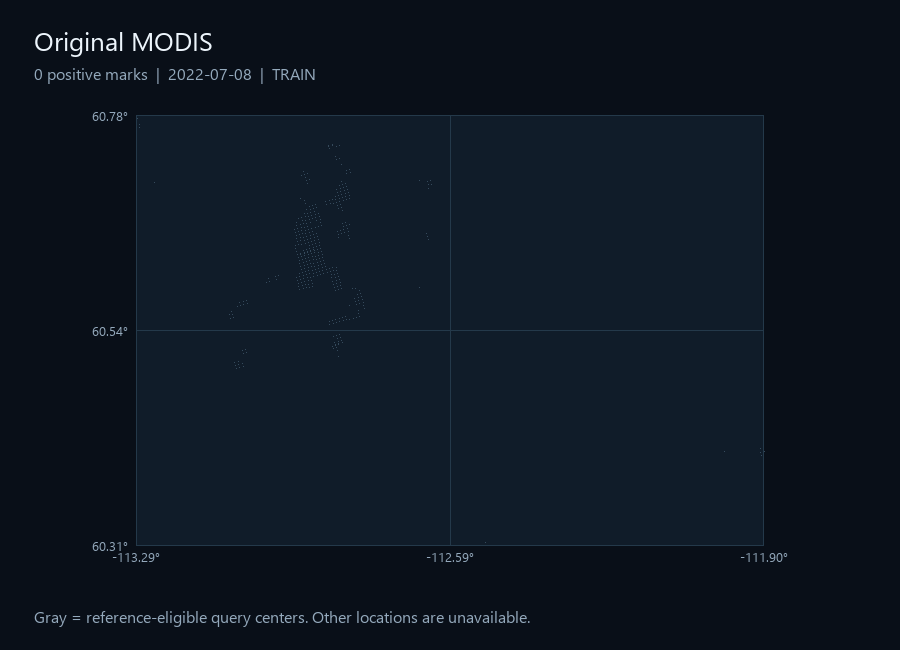 Original MODIS
0 positive marks | 2022-07-08 | TRAIN
60.78°
60.54°
60.31°
-113.29° -112.59° -111.90°
Gray = reference-eligible query centers. Other locations are unavailable.